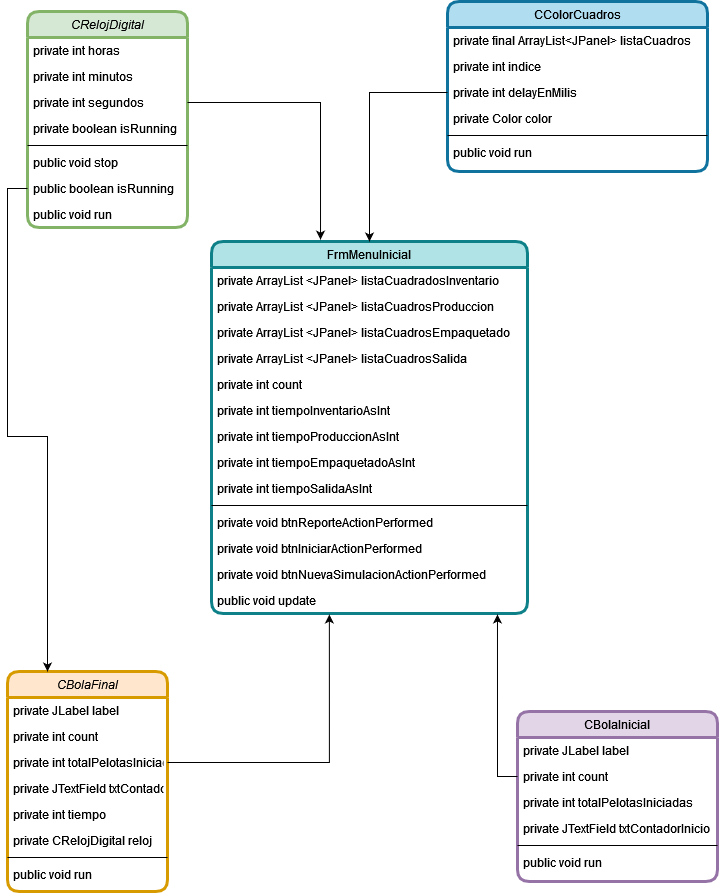 CRelojDigital
private int horas
private int minutos
private int segundos
private boolean isRunning
public void stop
public boolean isRunning
public void run
CColorCuadros
private final ArrayList<JPanel> listaCuadros
private int indice
private int delayEnMilis
private Color color
public void run
FrmMenuInicial
private ArrayList <JPanel> listaCuadradosInventario
private ArrayList <JPanel> listaCuadrosProduccion
private ArrayList <JPanel> listaCuadrosEmpaquetado
private ArrayList <JPanel> listaCuadrosSalida
private int count
private int tiempoInventarioAsInt
private int tiempoProduccionAsInt
private int tiempoEmpaquetadoAsInt
private int tiempoSalidaAsInt
private void btnReporteActionPerformed
private void btnIniciarActionPerformed
private void btnNuevaSimulacionActionPerformed
public void update
CBolaFinal
private JLabel label
private int count
private int totalPelotasInicia
private JTextField txtContado
private int tiempo
private CRelojDigital reloj
public void run
CBolaInicial
private JLabel label
private int count
private int totalPelotasIniciadas
private JTextField txtContadorInicio
public void run